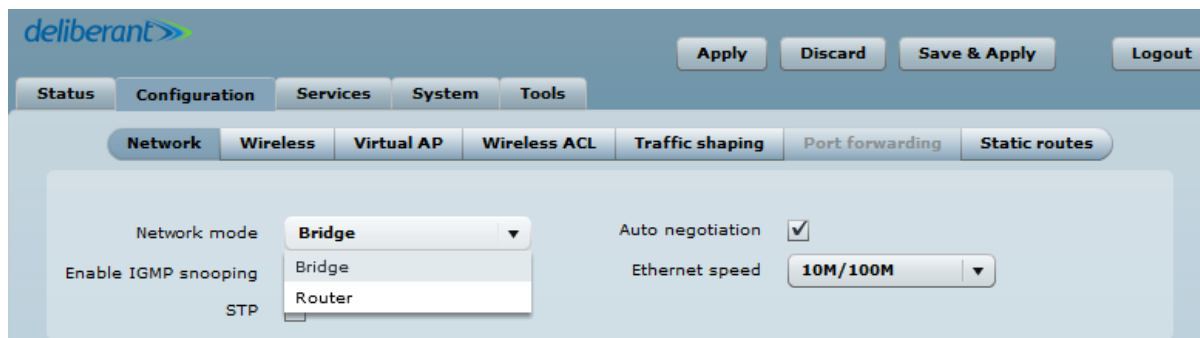 deliberant
Apply Discard Save & Apply Logout
Status Configuration Services System Tools
Network Wireless Virtual AP Wireless ACL Traffic shaping Port forwarding Static routes
Network mode Bridge Auto negotiation
Enable IGMP snooping Bridge Ethernet speed 10M/100M
Router
STP